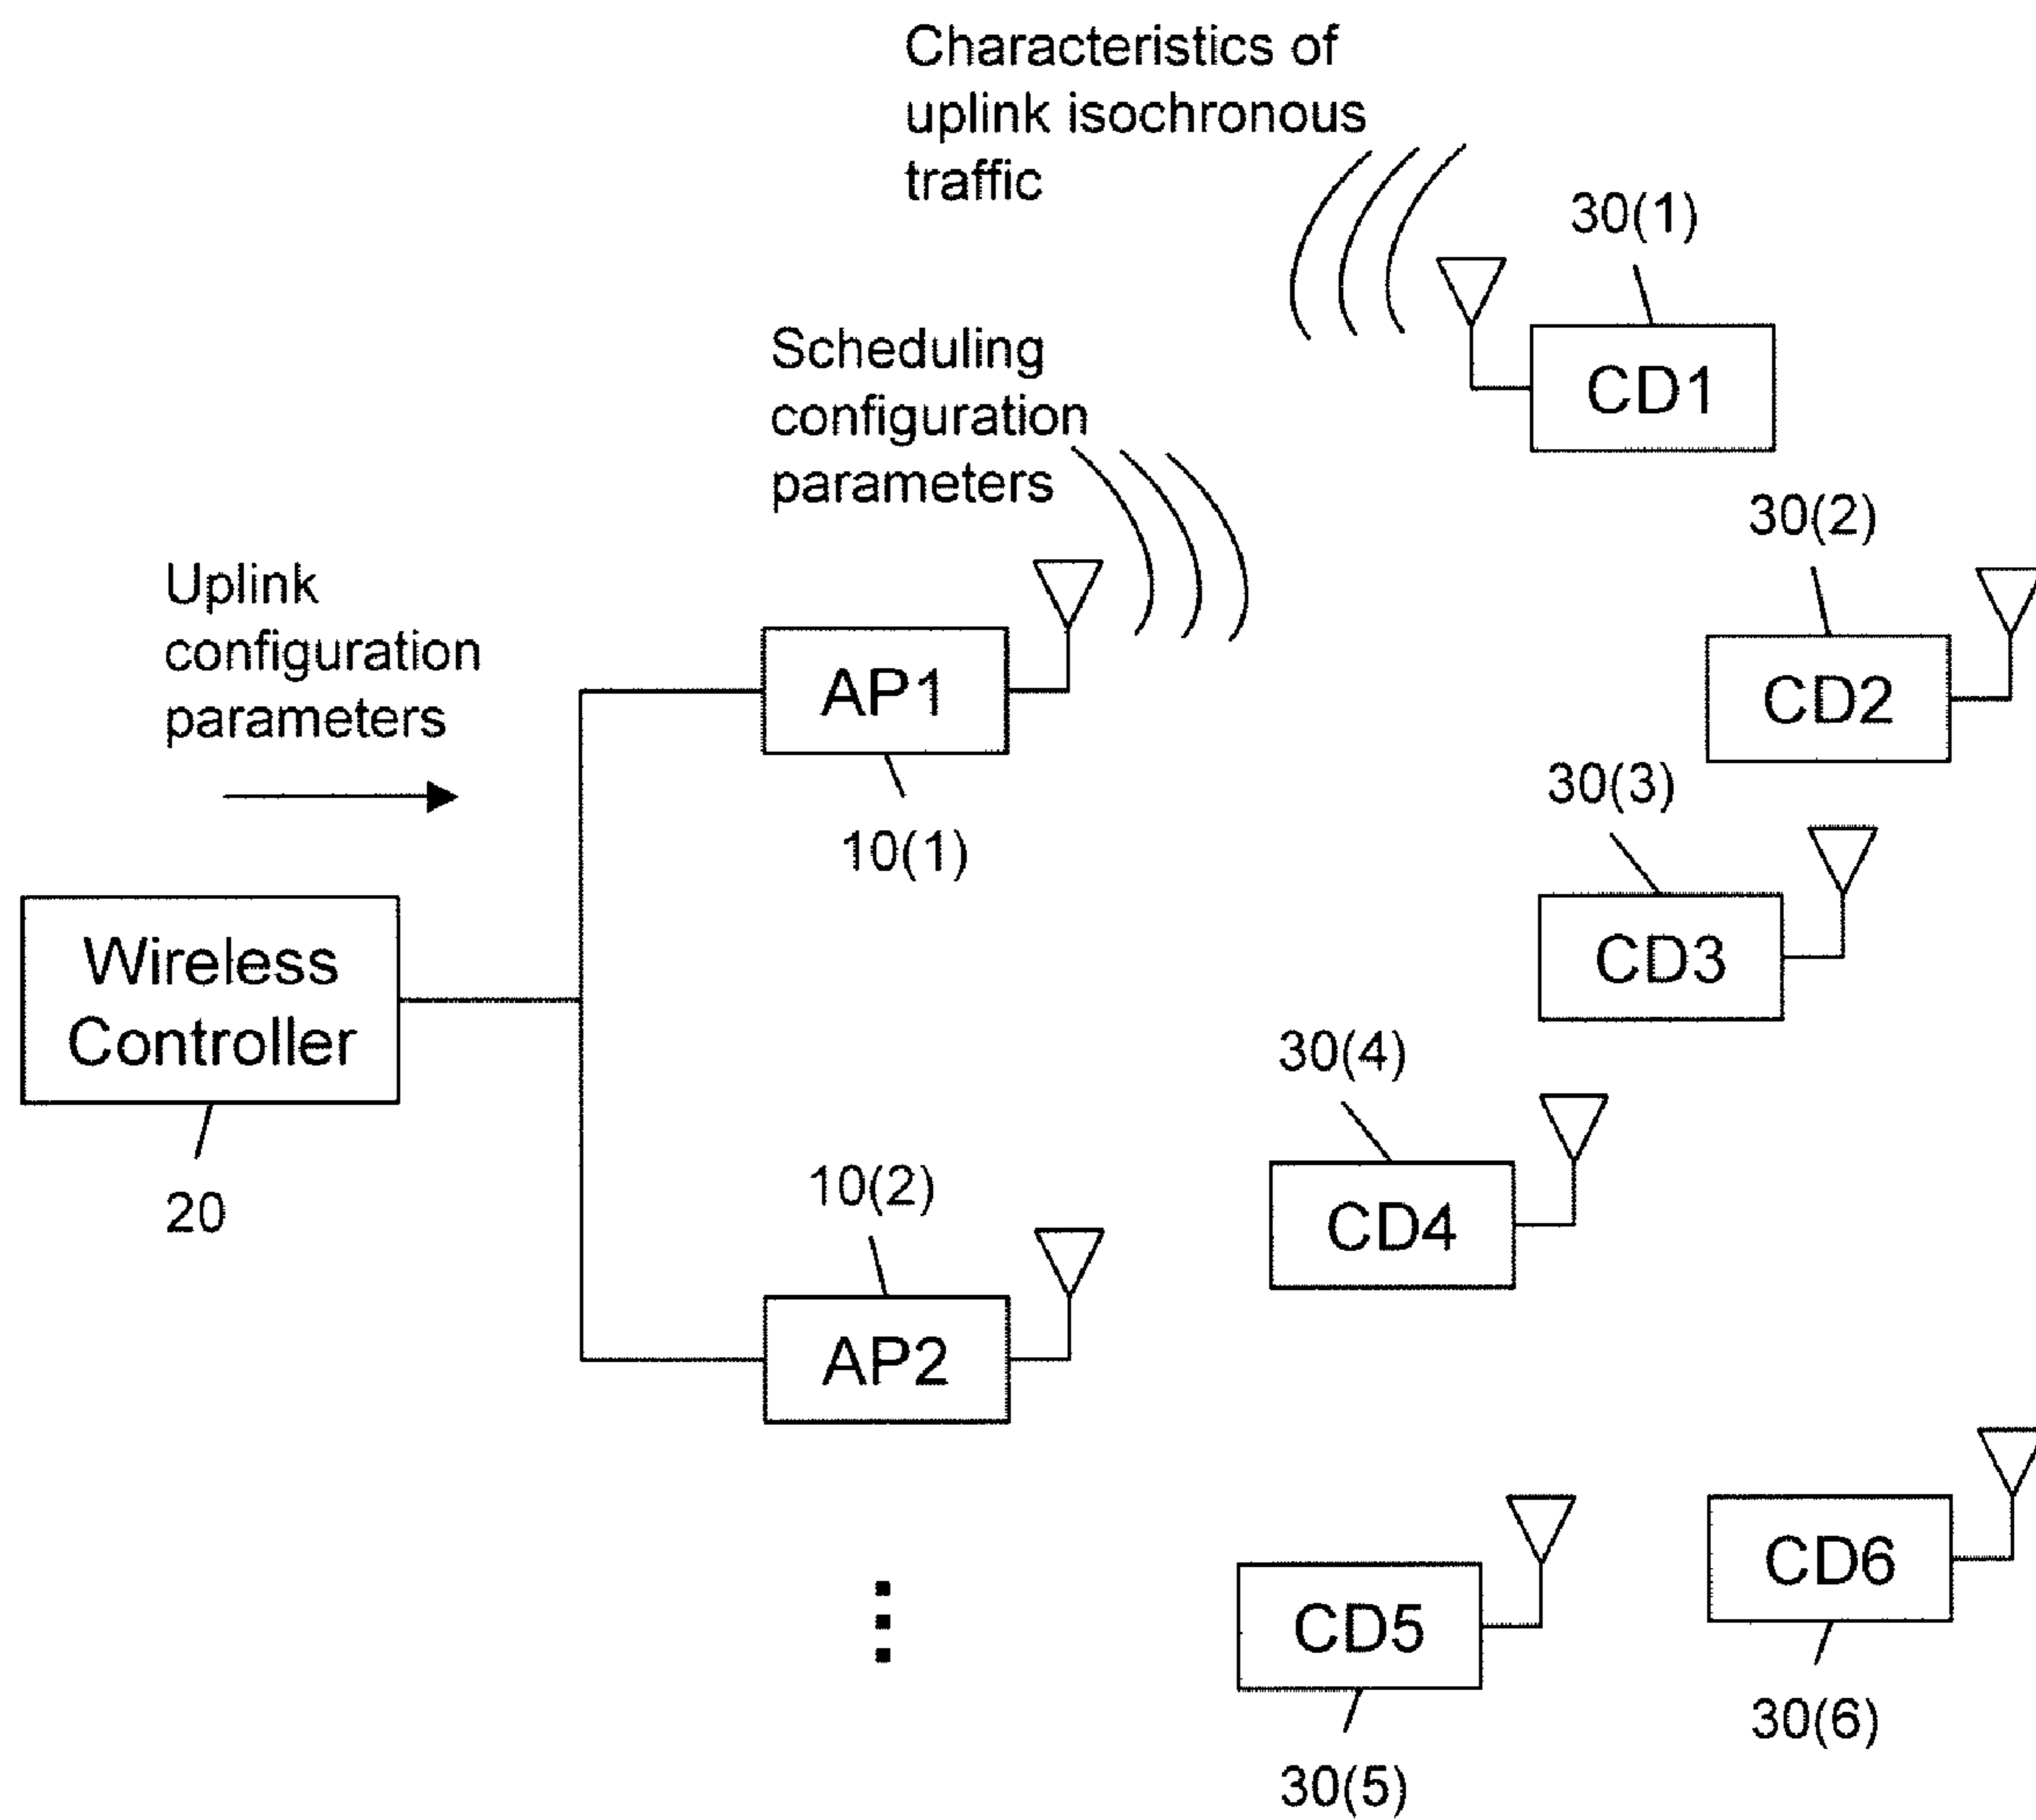 Characteristics of
uplink isochronous
traffic
30(1)
CD1
Scheduling
configuration
parameters
30(2)
CD2
Uplink
configuration
parameters
AP1
10(1)
30(3)
CD3
Wireless
Controller
20
30(4)
CD4
10(2)
AP2
CD5
30(5)
CD6
30(6)